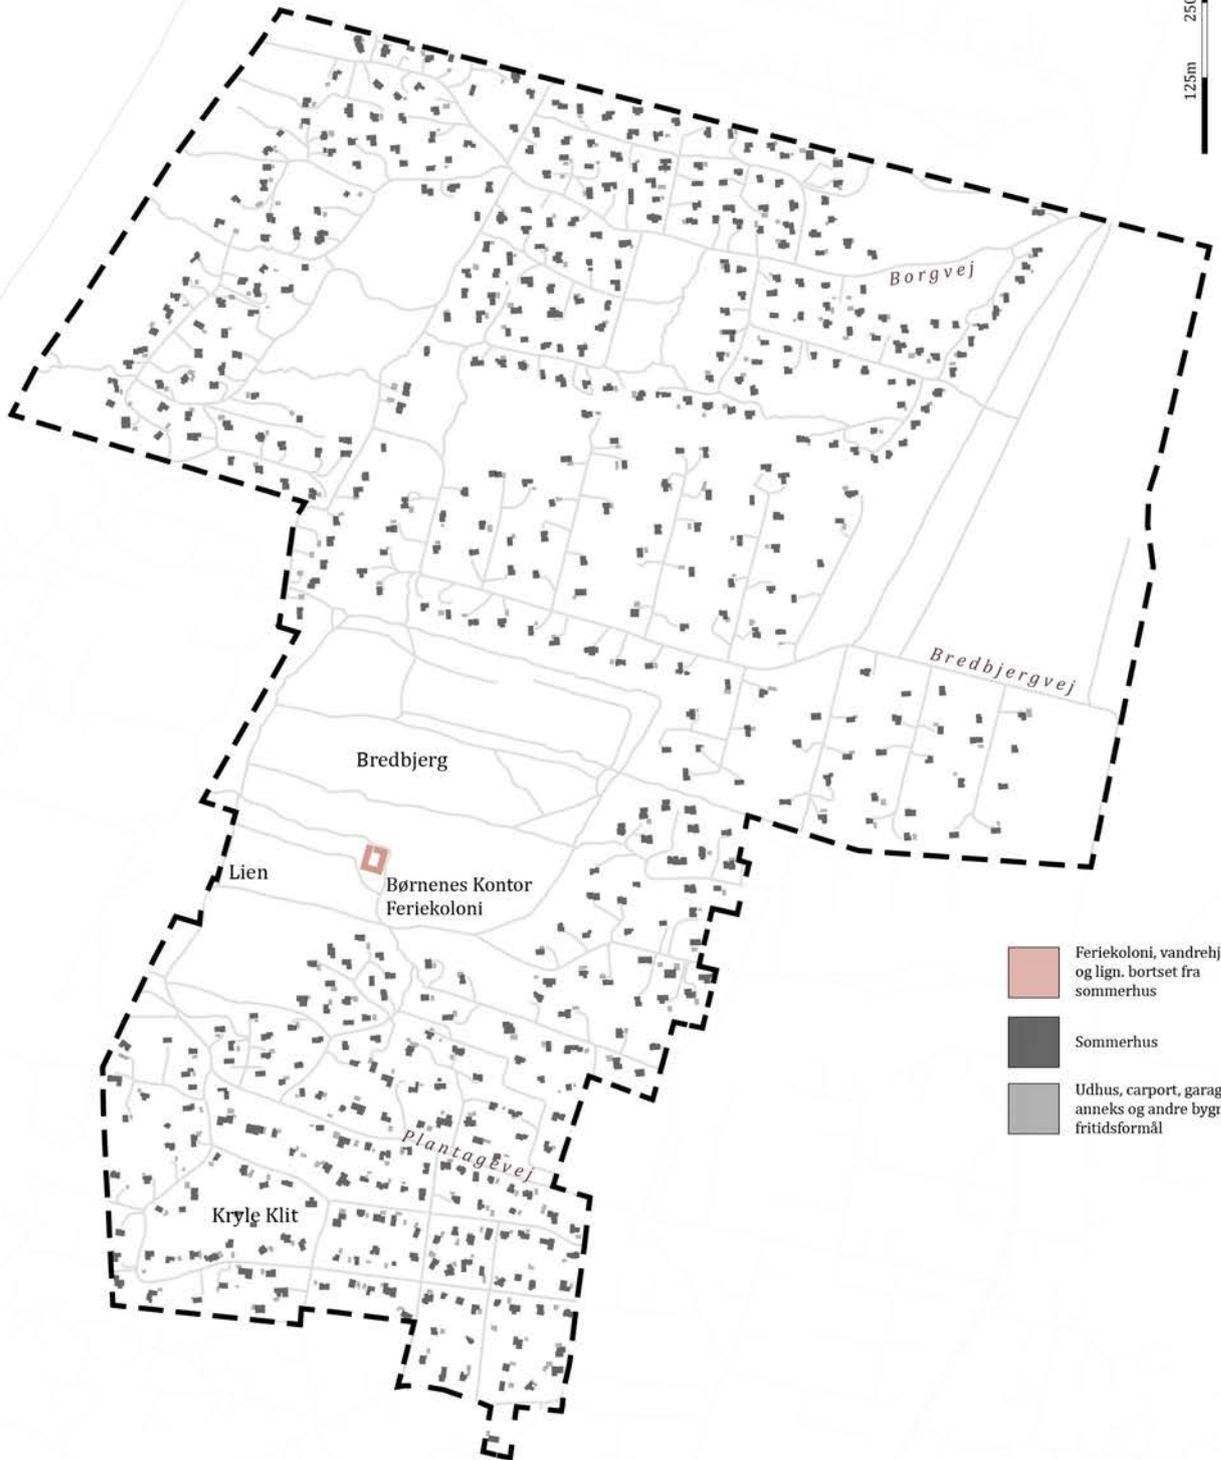 250
125m
Borgvej
Bredbjergvej
Bredbjerg
Lien
Børnenes Kontor
Feriekoloni
Feriekoloni, vandrehj
og lign. bortset fra
sommerhus
Sommerhus
Udhus, carport, garag
anneks og andre bygn
fritidsformål
Plantagevej
Kryle Klit